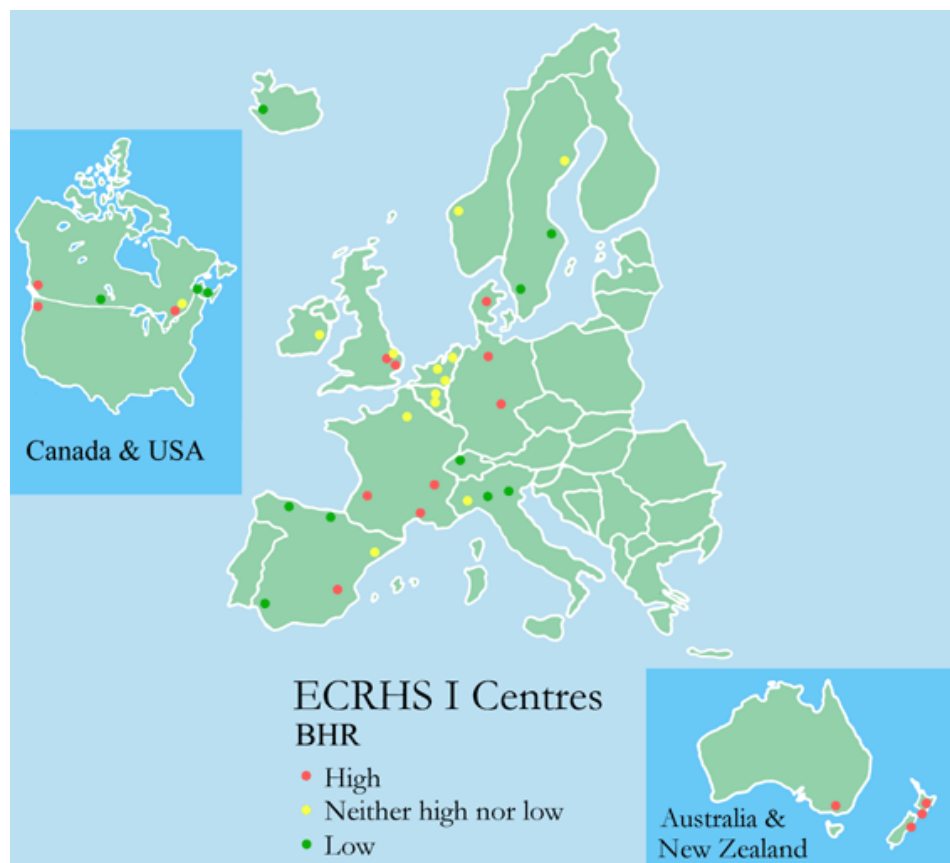 Canada & USA
ECRHS I Centres
BHR
High
Neither high nor low
Low
Australia &
New Zealand